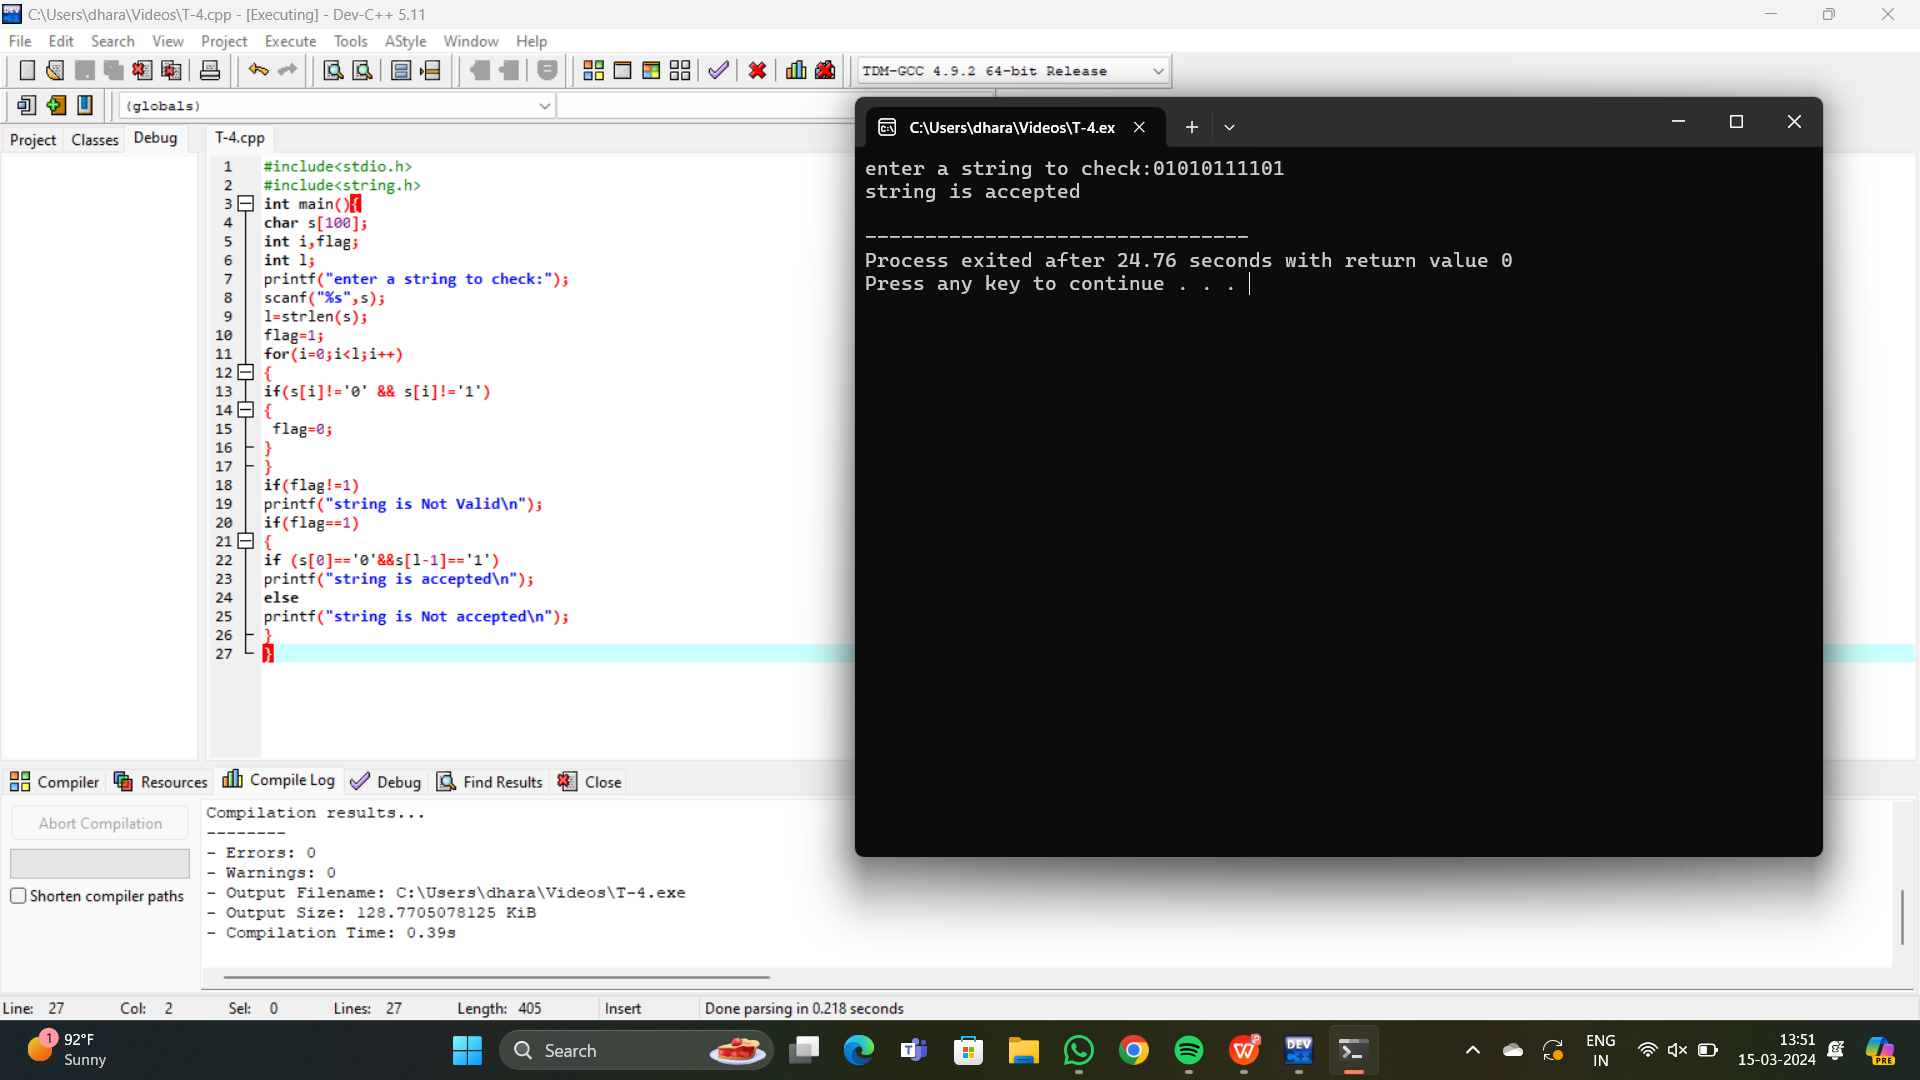 C:\Users\dhara\Videos\T-4.cpp - [Executing] - Dev-C++ 5.11
File Edit Search View Project Execute Tools AStyle Window Help
TDM-GCC 4.9.2 64-bit Release
(globals)
Project Classes Debug
T-4.cpp
1 #include<stdio.h>
2 #include<string.h>
3 int main(){
4 char s[100];
5 int i,flag;
6 int l;
7 printf("enter a string to check:");
8 scanf("%s",s);
9 l=strlen(s);
10 flag=1;
11 for(i=0;i<l;i++)
12 {
13 if(s[i]!='0' && s[i]!='1')
14 {
15 flag=0;
16 }
17 }
18 if(flag!=1)
19 printf("string is Not Valid\n");
20 if(flag==1)
21 {
22 if (s[0]=='0'&&s[l-1]=='1')
23 printf("string is accepted\n");
24 else
25 printf("string is Not accepted\n");
26 }
27 }
C:\Users\dhara\Videos\T-4.ex
enter a string to check:01010111101
string is accepted
--------------------------------
Process exited after 24.76 seconds with return value 0
Press any key to continue . . .
Compiler Resources Compile Log Debug Find Results Close
Abort Compilation
Shorten compiler paths
Compilation results...
--------
- Errors: 0
- Warnings: 0
- Output Filename: C:\Users\dhara\Videos\T-4.exe
- Output Size: 128.7705078125 KiB
- Compilation Time: 0.39s
Line: 27 Col: 2 Sel: 0 Lines: 27 Length: 405 Insert Done parsing in 0.218 seconds
1
92°F
Sunny
Search
DEV
C++
ENG
IN
13:51
15-03-2024
PRE